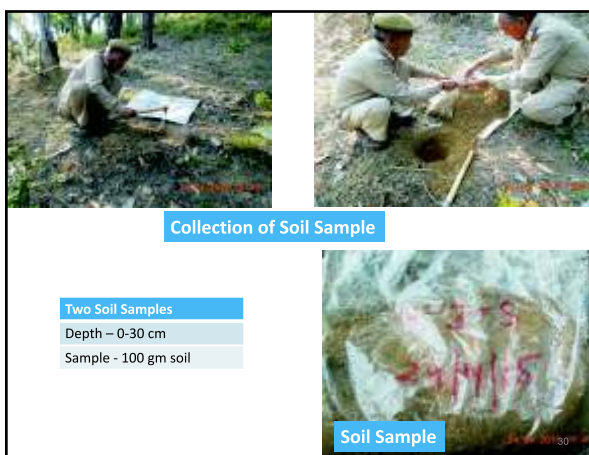 Collection of Soil Sample
Two Soil Samples
Depth – 0-30 cm
Sample - 100 gm soil
Soil Sample
30